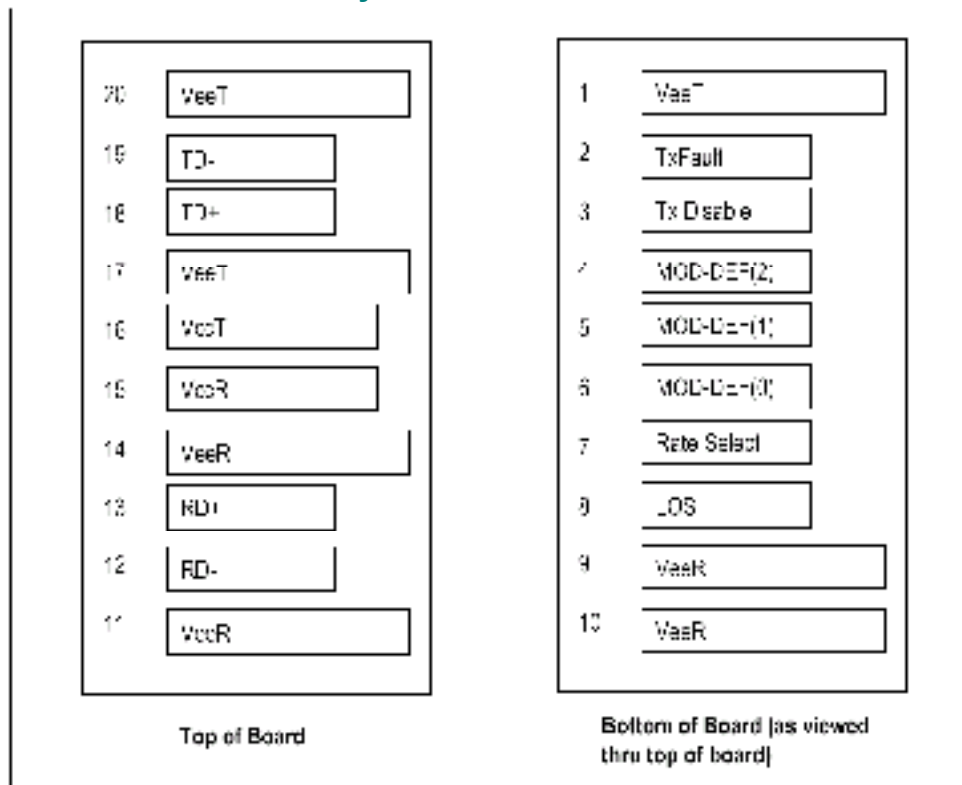 20 VeeT
19 TD-
18 TD+
17 VeeT
16 VccT
15 VccR
14 VeeR
13 RD+
12 RD-
11 VeeR
Top of Board
1 VeeT
2 TxFault
3 Tx Disable
4 MOD-DEF(2)
5 MOD-DEF(1)
6 MOD-DEF(0)
7 Rate Select
8 LOS
9 VeeR
10 VeeR
Bottom of Board (as viewed
thru top of board)